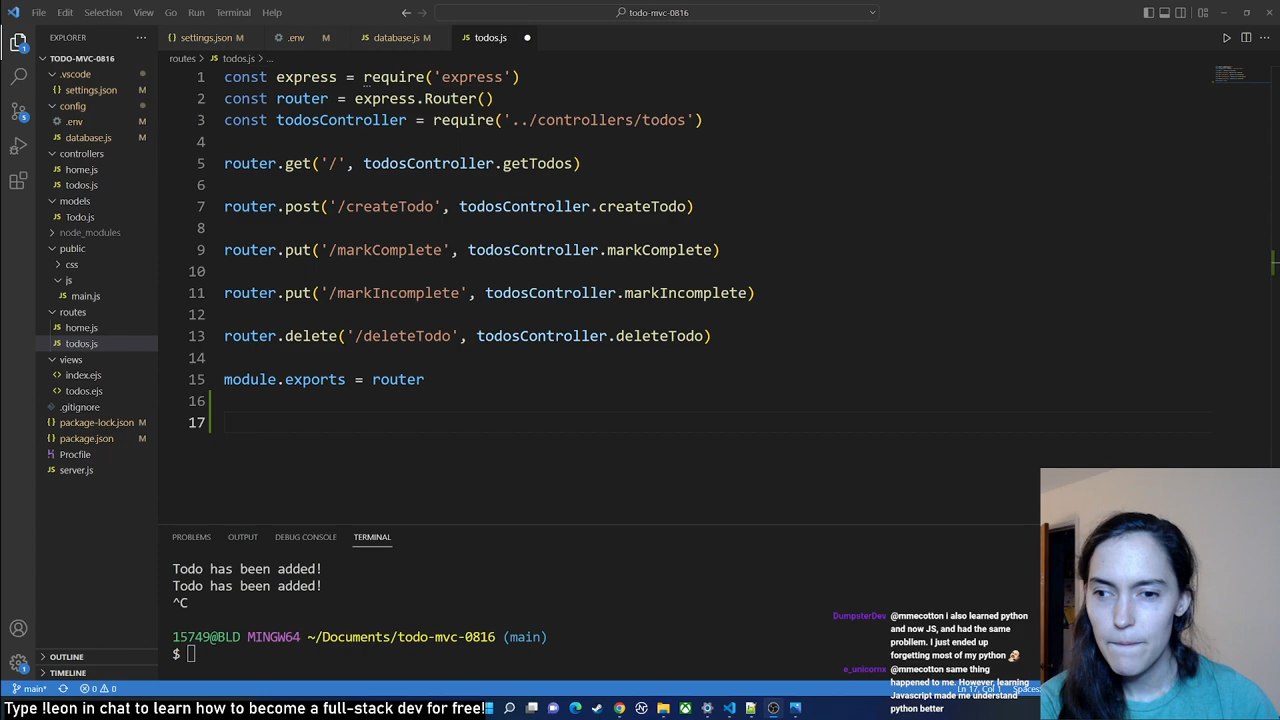 File Edit Selection View Go Run Terminal Help
todo-mvc-0816
EXPLORER
TODO-MVC-0816
.vscode
settings.json
config
.env
database.js M
controllers
home.js
todos.js
models
Todo.js
node_modules
public
css
js
main.js
routes
home.js
todos.js
views
index.ejs
todos.ejs
.gitignore
package-lock.json M
package.json M
Procfile
server.js
OUTLINE
TIMELINE
settings.json M
.env M
database.js M
todos.js
routes > todos.js > ...
1 const express = require('express')
2 const router = express.Router()
3 const todosController = require('../controllers/todos')
4
5 router.get('/', todosController.getTodos)
6
7 router.post('/createTodo', todosController.createTodo)
8
9 router.put('/markComplete', todosController.markComplete)
10
11 router.put('/markIncomplete', todosController.markIncomplete)
12
13 router.delete('/deleteTodo', todosController.deleteTodo)
14
15 module.exports = router
16
17
PROBLEMS OUTPUT DEBUG CONSOLE TERMINAL
Todo has been added!
Todo has been added!
^C
15749@BLD MINGW64 ~/Documents/todo-mvc-0816 (main)
$
DumpsterDev @mmecotton i also learned python
and now JS, and had the same
probllem. I just ended up
forgetting most of my python
e_unicornx @mmecotton same thing
happened to me. However, learning
Javascript made me understand
python better
main* 0 0
Ln 17, Col 1 Spaces:
Type !leon in chat to learn how to become a full-stack dev for free!